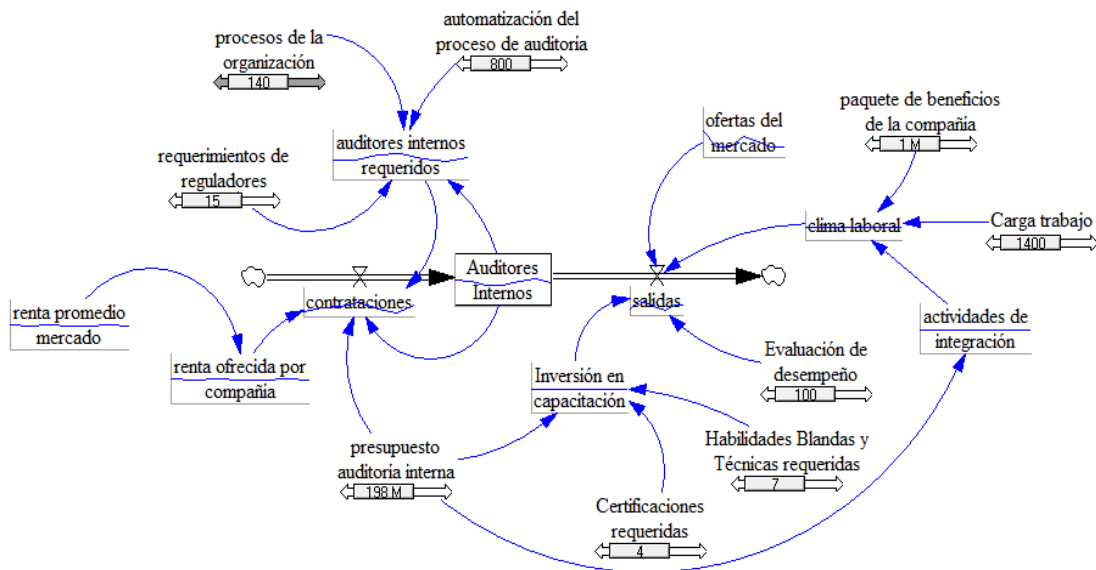 procesos de la
organización
140
automatización del
proceso de auditoria
800
requerimientos de
reguladores
15
auditores internos
requeridos
ofertas del
mercado
paquete de beneficios
de la compañía
1 M
clima laboral
Carga trabajo
1400
Auditores
Internos
contrataciones
salidas
renta promedio
mercado
renta ofrecida por
compañía
actividades de
integración
Inversión en
capacitación
Evaluación de
desempeño
100
presupuesto
auditoría interna
198 M
Habilidades Blandas y
Técnicas requeridas
7
Certificaciones
requeridas
4